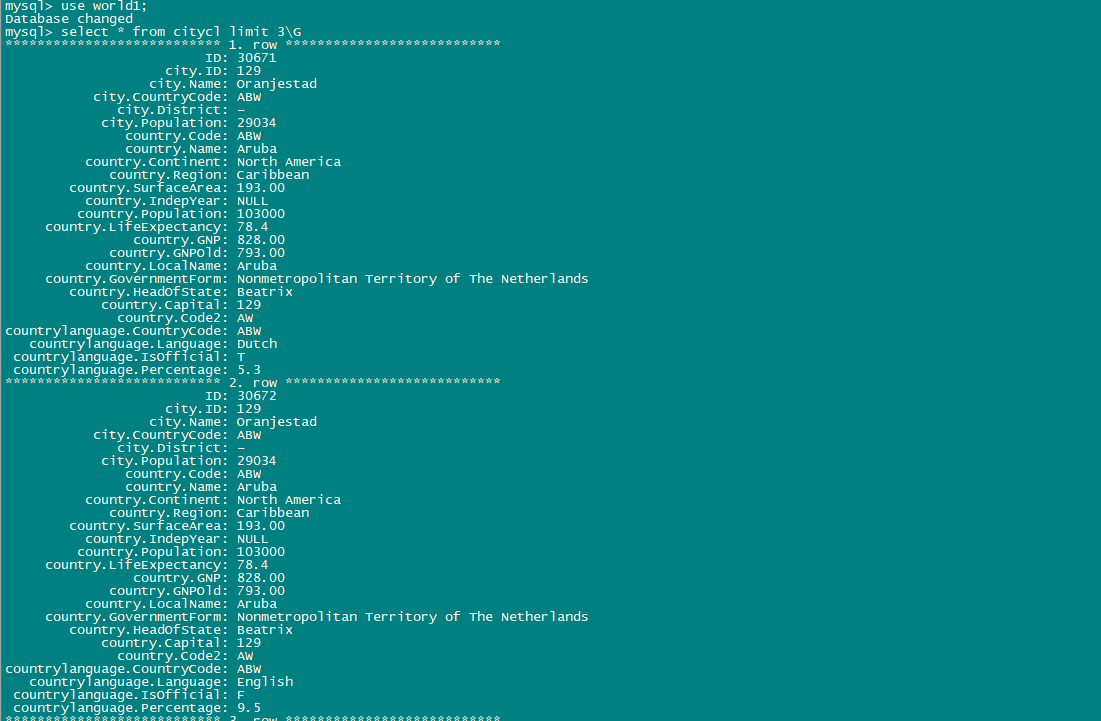 mysql> use world1;
Database changed
mysql> select * from citycl limit 3\G
*************************** 1. row ***************************
ID: 30671
city.ID: 129
city.Name: Oranjestad
city.CountryCode: ABW
city.District: –
city.Population: 29034
country.Code: ABW
country.Name: Aruba
country.Continent: North America
country.Region: Caribbean
country.SurfaceArea: 193.00
country.IndepYear: NULL
country.Population: 103000
country.LifeExpectancy: 78.4
country.GNP: 828.00
country.GNPOld: 793.00
country.LocalName: Aruba
country.GovernmentForm: Nonmetropolitan Territory of The Netherlands
country.HeadOfState: Beatrix
country.Capital: 129
country.Code2: AW
countrylanguage.CountryCode: ABW
countrylanguage.Language: Dutch
countrylanguage.IsOfficial: T
countrylanguage.Percentage: 5.3
*************************** 2. row ***************************
ID: 30672
city.ID: 129
city.Name: Oranjestad
city.CountryCode: ABW
city.District: –
city.Population: 29034
country.Code: ABW
country.Name: Aruba
country.Continent: North America
country.Region: Caribbean
country.SurfaceArea: 193.00
country.IndepYear: NULL
country.Population: 103000
country.LifeExpectancy: 78.4
country.GNP: 828.00
country.GNPOld: 793.00
country.LocalName: Aruba
country.GovernmentForm: Nonmetropolitan Territory of The Netherlands
country.HeadOfState: Beatrix
country.Capital: 129
country.Code2: AW
countrylanguage.CountryCode: ABW
countrylanguage.Language: English
countrylanguage.IsOfficial: F
countrylanguage.Percentage: 9.5
*************************** 3. row ***************************